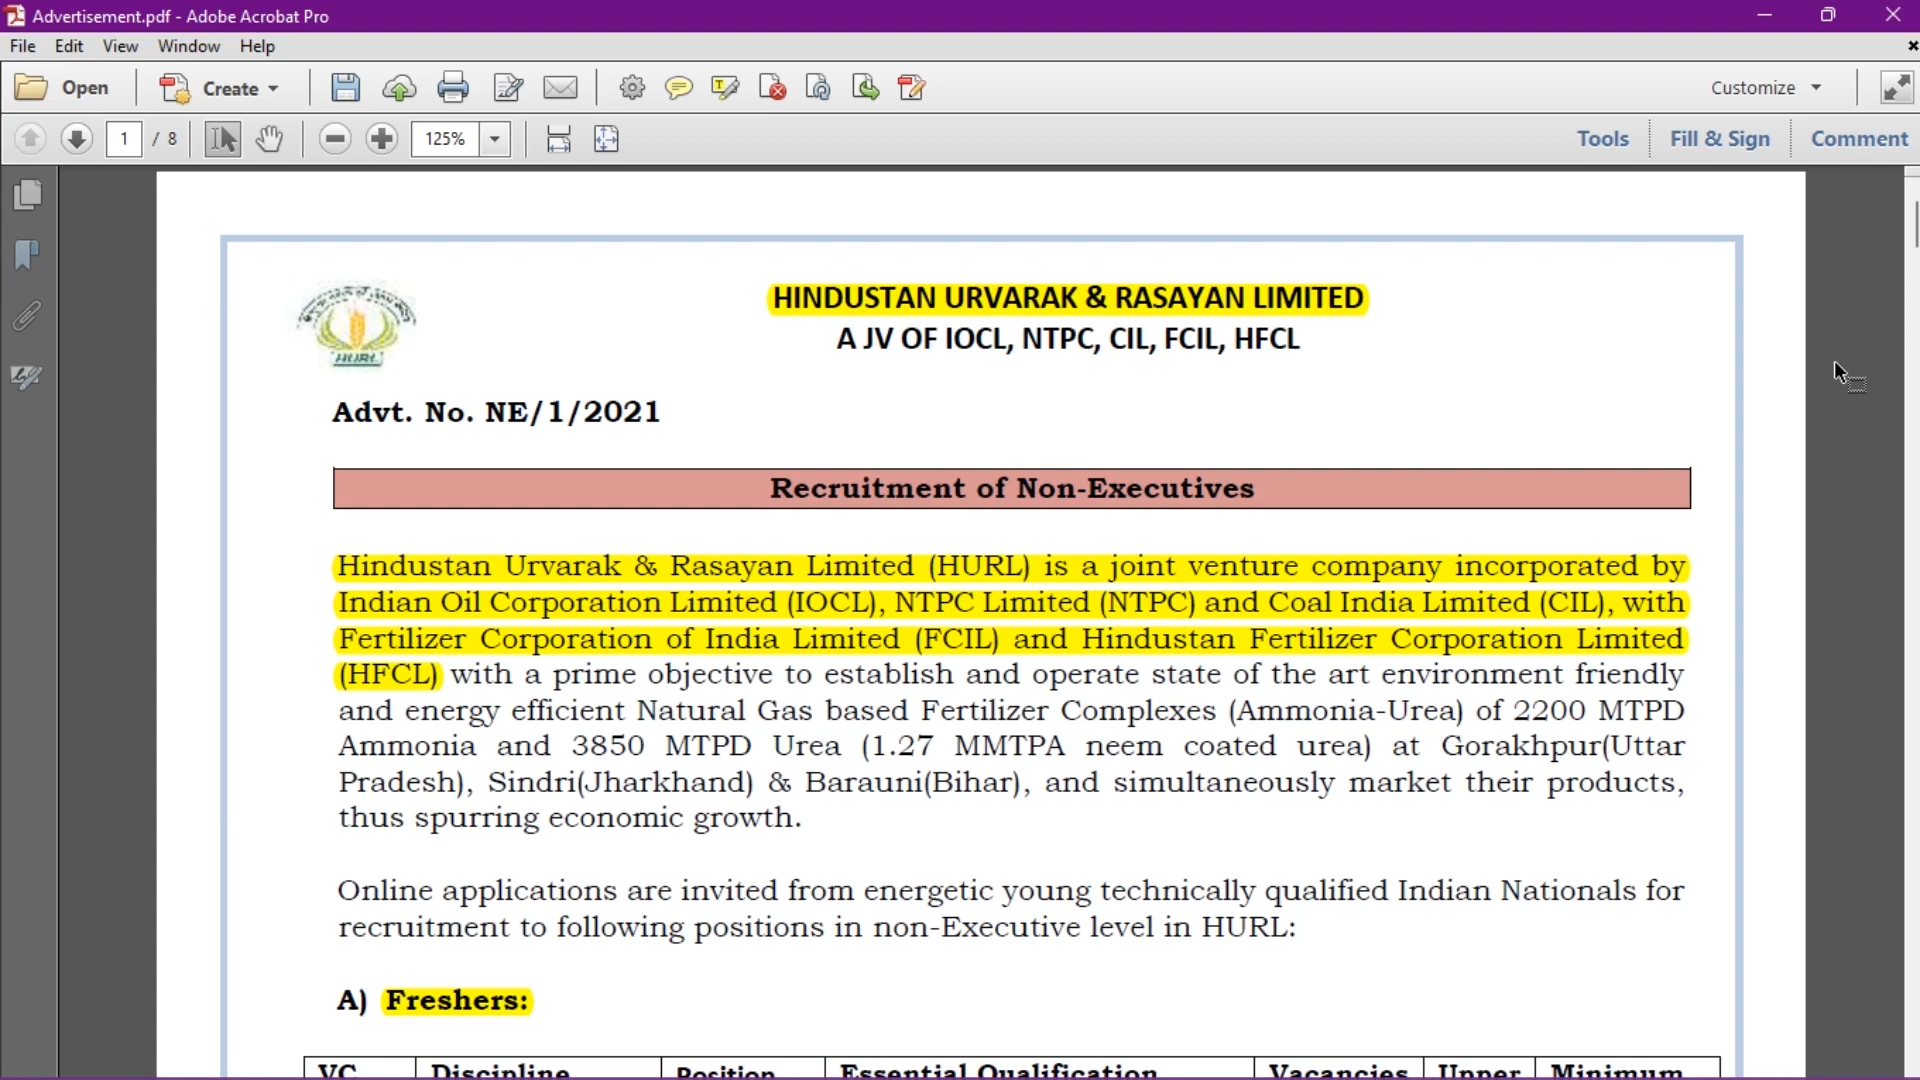 Advertisement.pdf - Adobe Acrobat Pro
File Edit View Window Help
Open Create Customize
1 / 8 125% Tools Fill & Sign Comment
HINDUSTAN URVARAK & RASAYAN LIMITED
A JV OF IOCL, NTPC, CIL, FCIL, HFCL
HURL
Advt. No. NE/1/2021
Recruitment of Non-Executives
Hindustan Urvarak & Rasayan Limited (HURL) is a joint venture company incorporated by
Indian Oil Corporation Limited (IOCL), NTPC Limited (NTPC) and Coal India Limited (CIL), with
Fertilizer Corporation of India Limited (FCIL) and Hindustan Fertilizer Corporation Limited
(HFCL) with a prime objective to establish and operate state of the art environment friendly
and energy efficient Natural Gas based Fertilizer Complexes (Ammonia-Urea) of 2200 MTPD
Ammonia and 3850 MTPD Urea (1.27 MMTPA neem coated urea) at Gorakhpur(Uttar
Pradesh), Sindri(Jharkhand) & Barauni(Bihar), and simultaneously market their products,
thus spurring economic growth.
Online applications are invited from energetic young technically qualified Indian Nationals for
recruitment to following positions in non-Executive level in HURL:
A) Freshers:
VC Discipline Position Essential Qualification Vacancies Upper Minimum